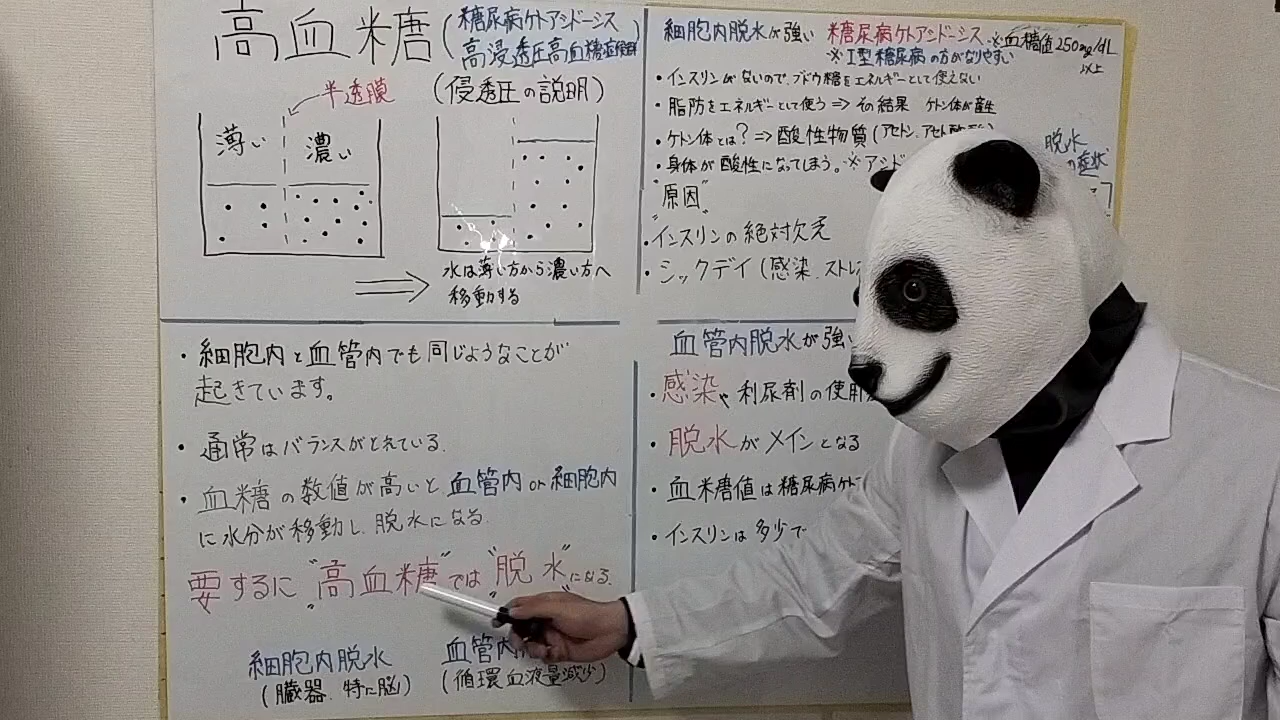 高血糖(糖尿病ケトアシドーシス
高浸透圧高血糖症候群)
(浸透圧の説明)
半透膜
薄い
濃い
水は薄い方から濃い方へ
移動する
細胞内脱水が強い 糖尿病ケトアシドーシス ※血糖値250mg/dL
以上
※Ⅰ型糖尿病の方がなりやすい
・インスリンがないので、ブドウ糖をエネルギーとして使えない
・脂肪をエネルギーとして使う⇒その結果 ケトン体が産生
・ケトン体とは?⇒酸性物質(アセトン、アセト
・身体が酸性になってしまう。※アシド
脱水
の症状
"原因"
・インスリンの絶対欠乏
・シックデイ(感染、ストレ
・細胞内と血管内でも同じようなことが
起きています。
・通常はバランスがとれている。
・血糖の数値が高いと血管内or細胞内
に水分が移動し、脱水になる。
要するに"高血糖"では"脱水"になる。
細胞内脱水
(臓器、特に脳)
血管内
(循環血液量減少)
血管内脱水が強い
・感染や利尿剤の使用
・脱水がメインとなる
・血糖値は糖尿病ケト
・インスリンは多少で